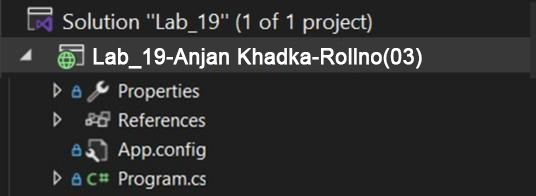 Solution "Lab_19" (1 of 1 project)
Lab_19-Anjan Khadka-Rollno(03)
Properties
References
App.config
C# Program.cs